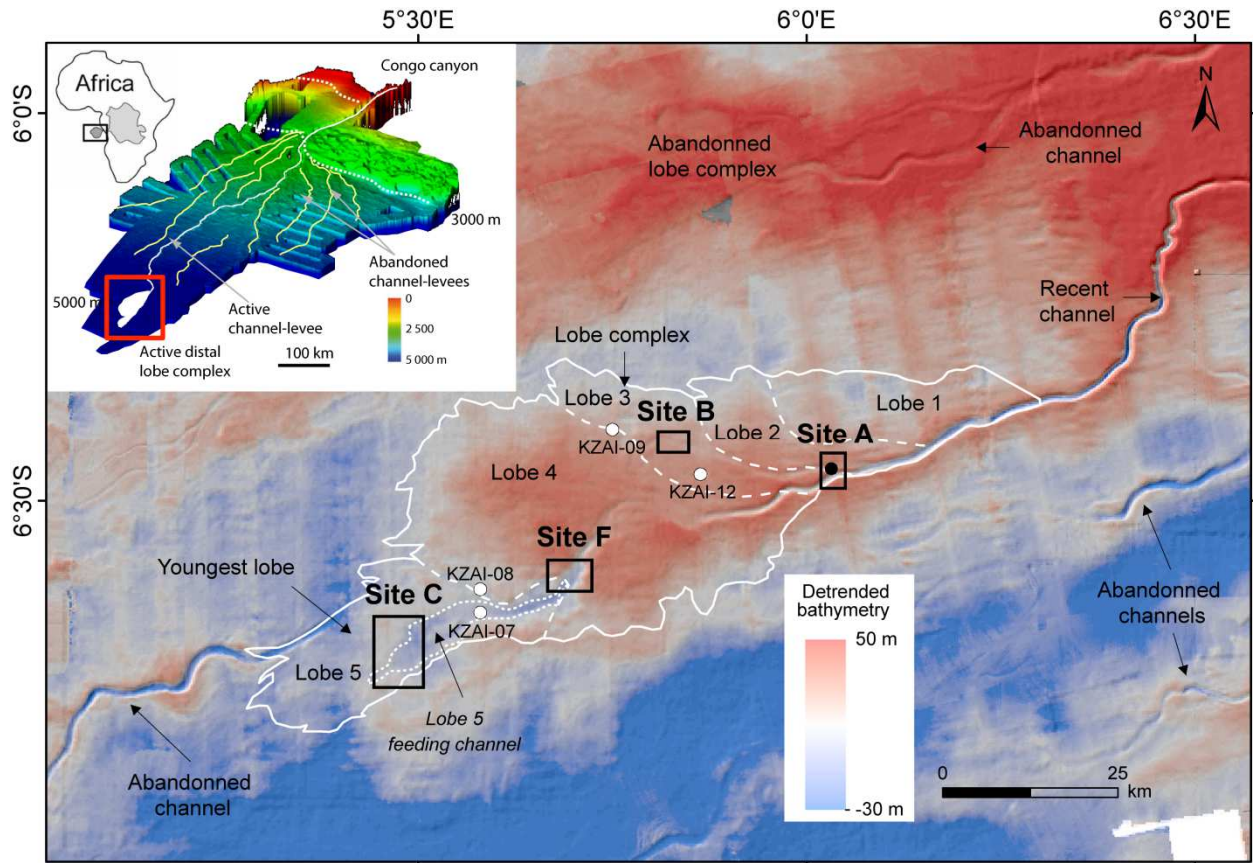 5°30'E
6°0'E
6°30'E
6°0'S
6°30'S
Africa
Congo canyon
3000 m
Abandoned
channel-levees
0
2 500
5 000 m
5000 m
Active
channel-levee
Active distal
lobe complex
100 km
N
Abandonned
lobe complex
Abandonned
channel
Recent
channel
Lobe complex
Lobe 3
Lobe 1
Site B
Lobe 2
Site A
KZAI-09
Lobe 4
KZAI-12
Site F
Youngest lobe
KZAI-08
Site C
KZAI-07
Lobe 5
Lobe 5
feeding channel
Abandonned
channel
Abandonned
channels
Detrended
bathymetry
50 m
-30 m
0
25
km